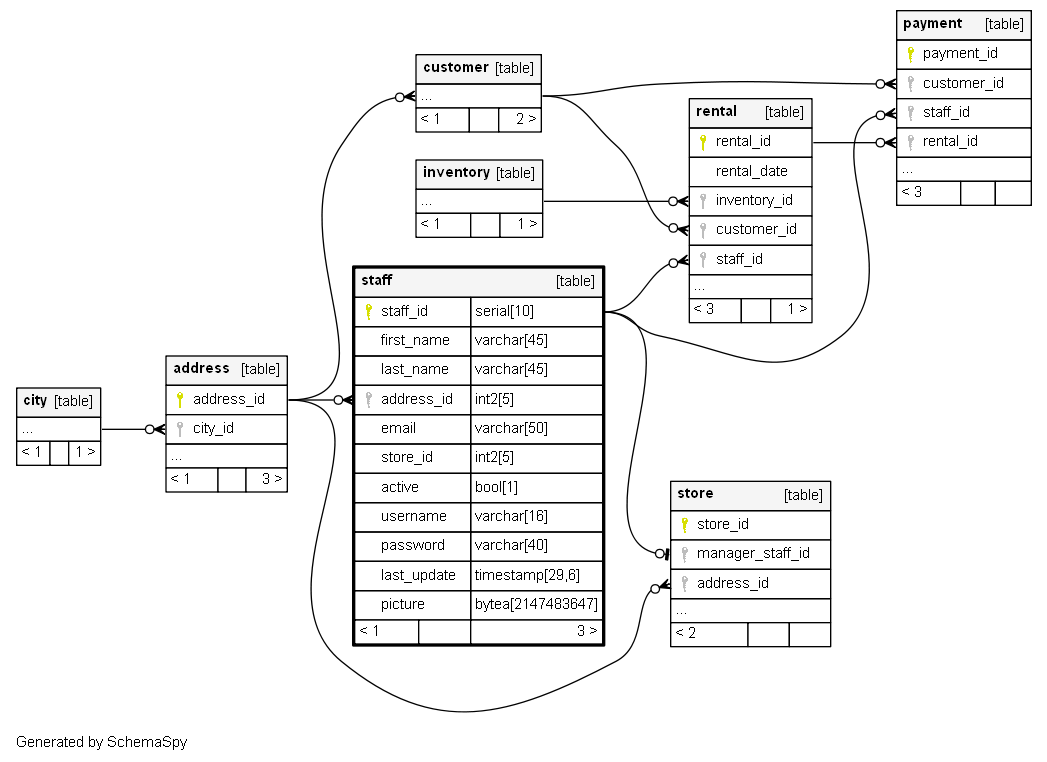 payment [table]
payment_id
customer_id
staff_id
rental_id
...
< 3
customer [table]
...
< 1 2 >
rental [table]
rental_id
rental_date
inventory_id
customer_id
staff_id
...
< 3 1 >
inventory [table]
...
< 1 1 >
staff [table]
staff_id serial[10]
first_name varchar[45]
last_name varchar[45]
address_id int2[5]
email varchar[50]
store_id int2[5]
active bool[1]
username varchar[16]
password varchar[40]
last_update timestamp[29,6]
picture bytea[2147483647]
< 1 3 >
address [table]
address_id
city_id
...
< 1 3 >
city [table]
...
< 1 1 >
store [table]
store_id
manager_staff_id
address_id
...
< 2
Generated by SchemaSpy